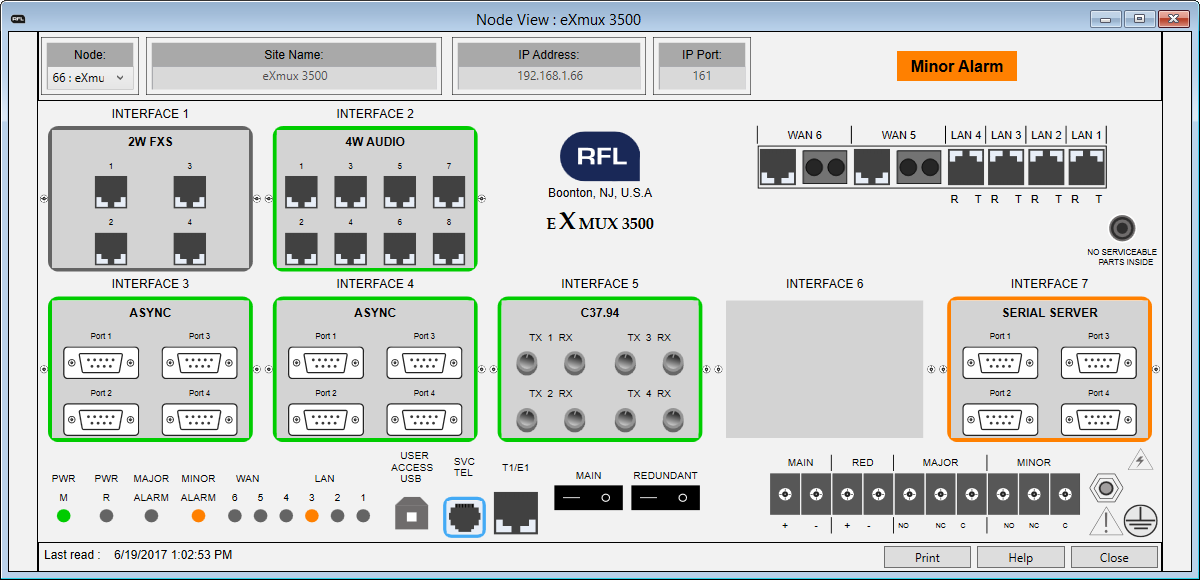 RFL
Node View : eXmux 3500
Node: Site Name: IP Address: IP Port:
66 : eXmu eXmux 3500 192.168.1.66 161
Minor Alarm
INTERFACE 1 INTERFACE 2
2W FXS 4W AUDIO
1 3 1 3 5 7
2 4 2 4 6 8
RFL
Boonton, NJ, U.S.A
eXmux 3500
WAN 6 WAN 5 LAN 4 LAN 3 LAN 2 LAN 1
R T R T R T R T
NO SERVICEABLE
PARTS INSIDE
INTERFACE 3 INTERFACE 4 INTERFACE 5 INTERFACE 6 INTERFACE 7
ASYNC ASYNC C37.94 SERIAL SERVER
Port 1 Port 3 Port 1 Port 3 TX 1 RX TX 3 RX Port 1 Port 3
Port 2 Port 4 Port 2 Port 4 TX 2 RX TX 4 RX Port 2 Port 4
PWR PWR MAJOR MINOR WAN LAN
M R ALARM ALARM 6 5 4 3 2 1
USER
ACCESS
USB
SVC
TEL
T1/E1
MAIN REDUNDANT
MAIN RED MAJOR MINOR
+ - + - NO NC C NO NC C
Last read : 6/19/2017 1:02:53 PM
Print Help Close